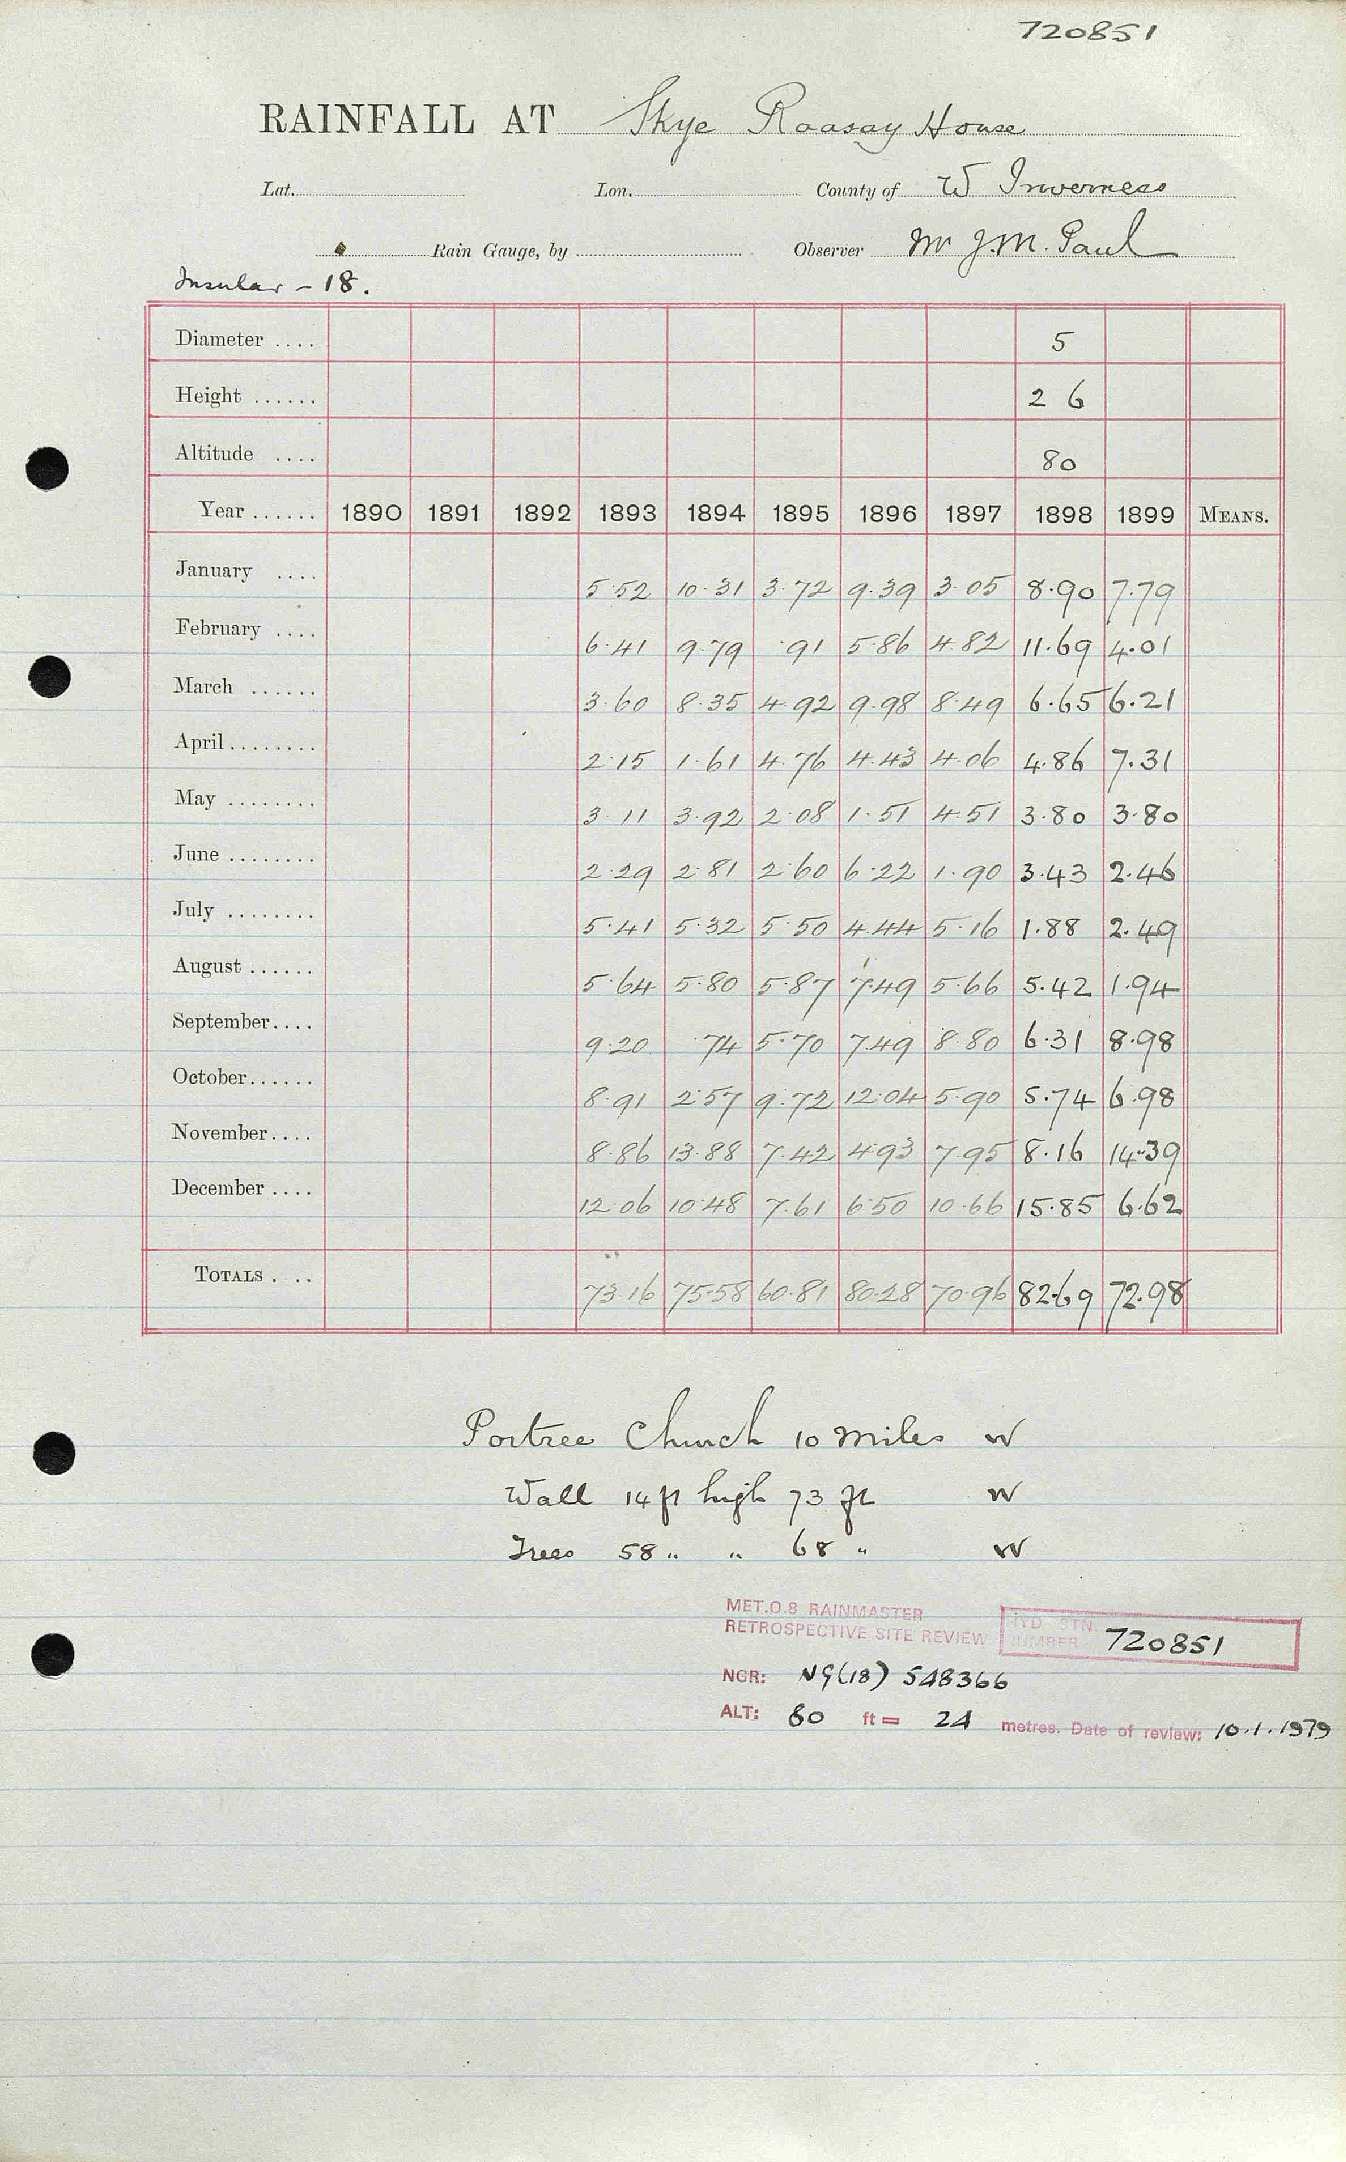 720851
RAINFALL AT Skye Raasay House
Lat. Lon. County of W Inverness
Rain Gauge, by Observer Mr J.M. Paul
Insular - 18.
Diameter .... 5
Height ...... 2 6
Altitude .... 80
Year ...... 1890 1891 1892 1893 1894 1895 1896 1897 1898 1899 MEANS.
January .... 5.52 10.31 3.72 9.39 3.05 8.90 7.79
February .... 6.41 9.79 .91 5.86 4.82 11.69 4.01
March ...... 3.60 8.35 4.92 9.98 8.49 6.65 6.21
April ........ 2.15 1.61 4.76 4.43 4.06 4.86 7.31
May ........ 3.11 3.92 2.08 1.51 4.51 3.80 3.80
June ........ 2.29 2.81 2.60 6.22 1.90 3.43 2.46
July ........ 5.41 5.32 5.50 4.44 5.16 1.88 2.49
August ...... 5.64 5.80 5.87 7.49 5.66 5.42 1.94
September.... 9.20 .74 5.70 7.49 8.80 6.31 8.98
October...... 8.91 2.57 9.72 12.04 5.90 5.74 6.98
November.... 8.86 13.88 7.42 4.93 7.95 8.16 14.39
December .... 12.06 10.48 7.61 6.50 10.66 15.85 6.62
TOTALS . .. 73.16 75.58 60.81 80.28 70.96 82.69 72.98
Portree Church 10 miles W
Wall 14 ft high 73 ft W
Trees 58 " " 68 " W
MET.O.8 RAINMASTER
RETROSPECTIVE SITE REVIEW
HYD STN. NUMBER 720851
NGR: NG(18) 548366
ALT: 80 ft = 24 metres. Date of review: 10.1.1979